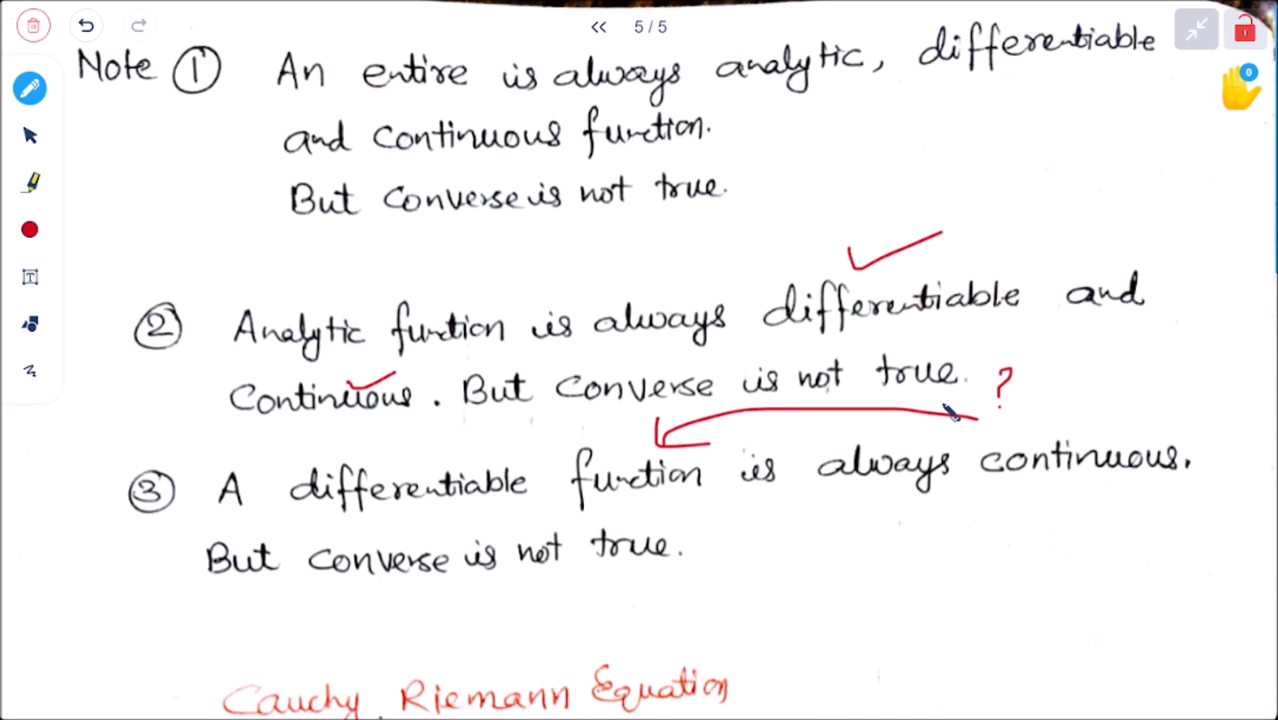 5 / 5
0
Note ① An entire is always analytic, differentiable
and continuous function.
But Converse is not true.
② Analytic function is always differentiable and
Continuous. But Converse is not true. ?
③ A differentiable function is always continuous.
But converse is not true.
Cauchy Riemann Equation